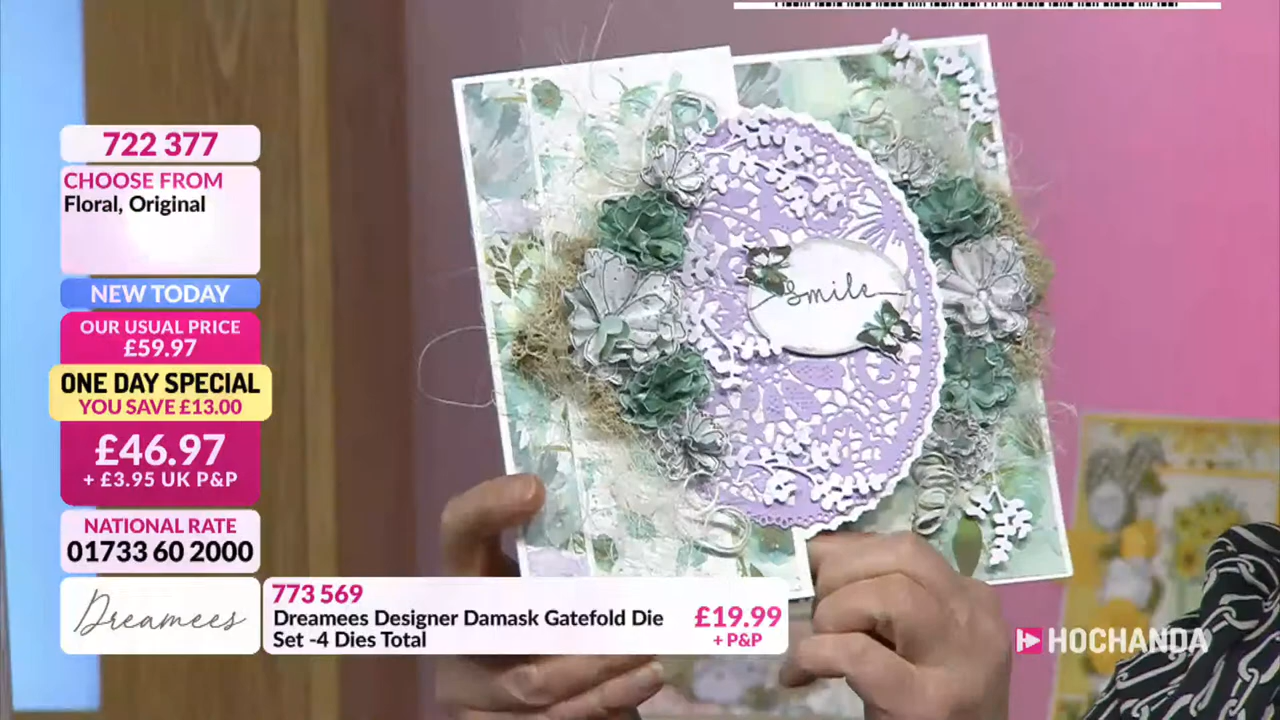 722 377
CHOOSE FROM
Floral, Original
NEW TODAY
OUR USUAL PRICE
£59.97
ONE DAY SPECIAL
YOU SAVE £13.00
£46.97
+ £3.95 UK P&P
NATIONAL RATE
01733 60 2000
Dreamees
773 569
Dreamees Designer Damask Gatefold Die
Set -4 Dies Total
£19.99
+ P&P
smile
HOCHANDA